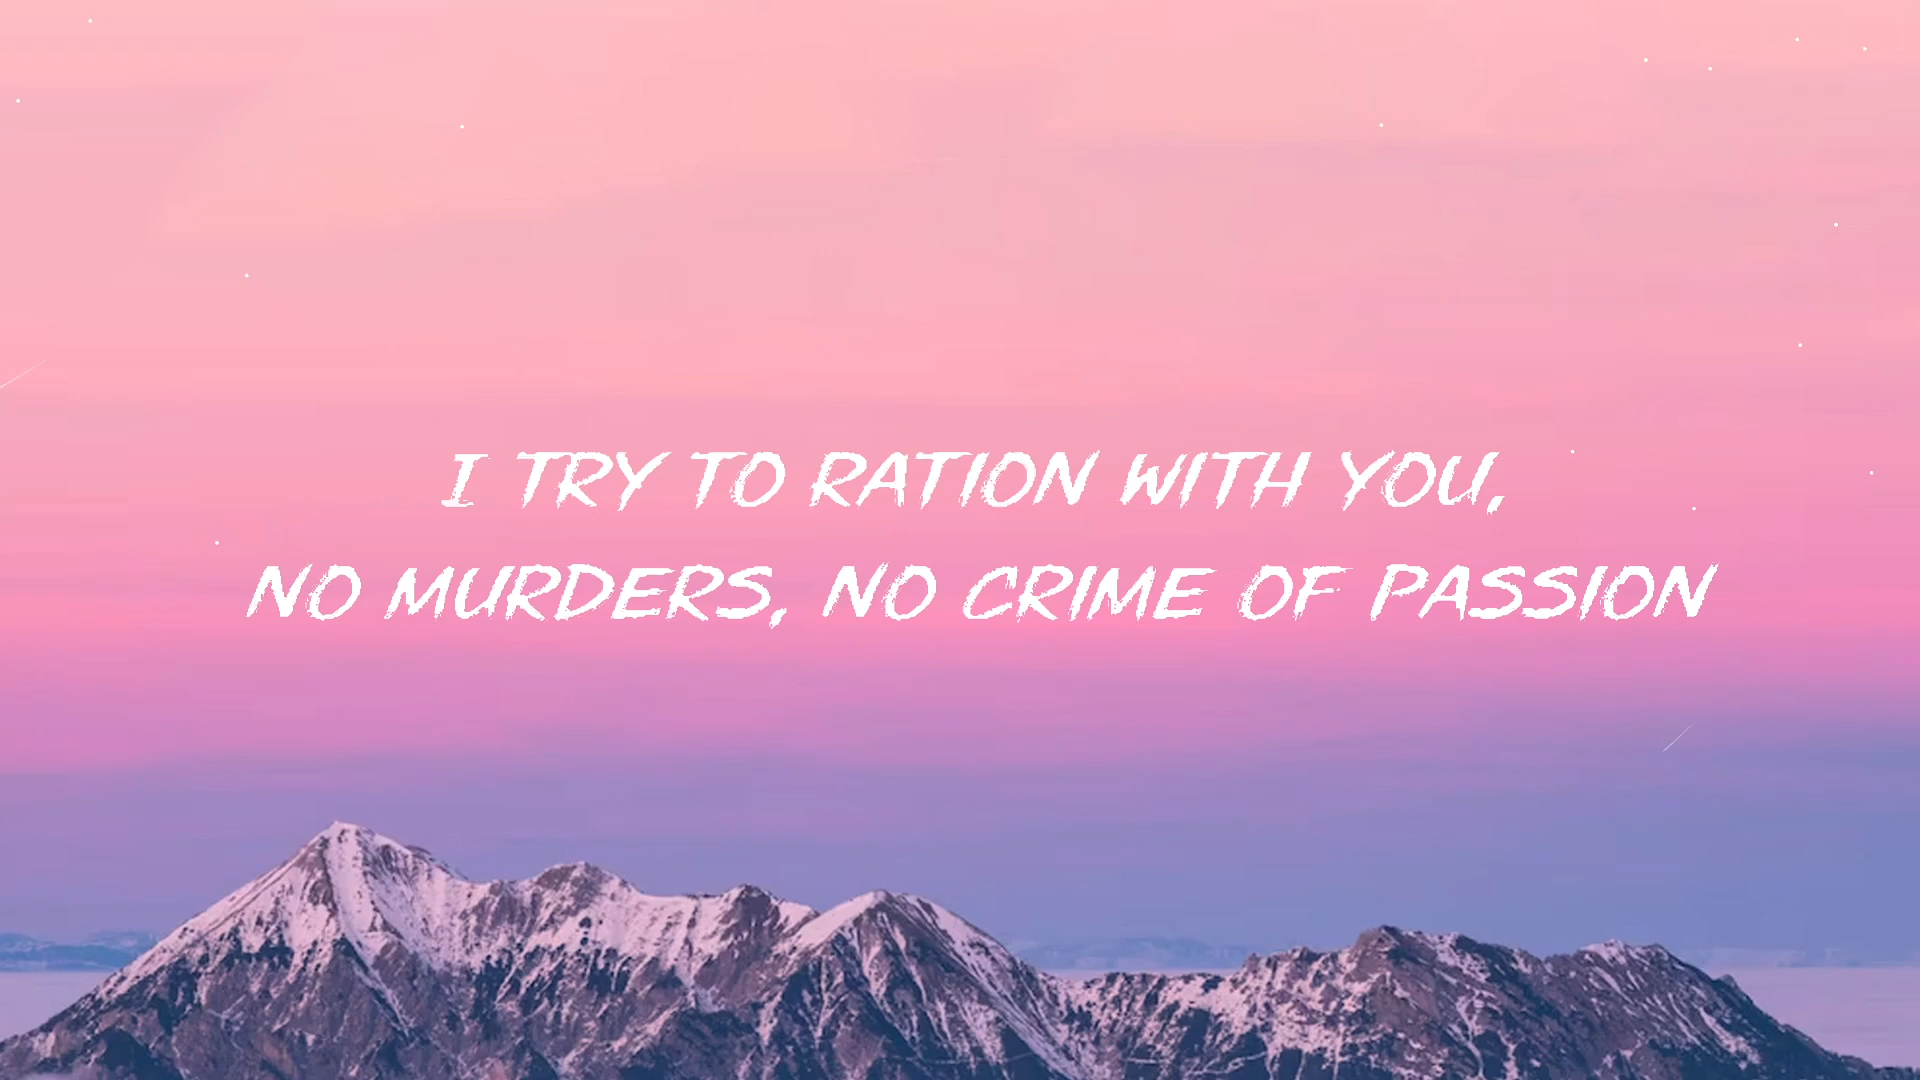 I TRY TO RATION WITH YOU,
NO MURDERS, NO CRIME OF PASSION